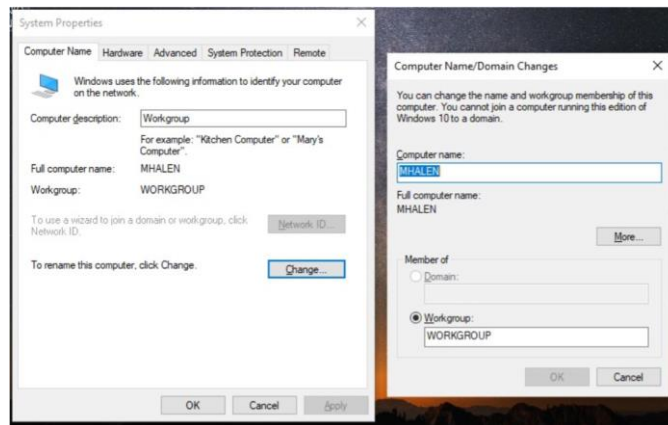 System Properties
Computer Name Hardware Advanced System Protection Remote
Windows uses the following information to identify your computer
on the network.
Computer description: Workgroup
For example: "Kitchen Computer" or "Mary's
Computer".
Full computer name: MHALEN
Workgroup: WORKGROUP
To use a wizard to join a domain or workgroup, click
Network ID.
Network ID...
To rename this computer, click Change.
Change...
OK Cancel Apply
Computer Name/Domain Changes
You can change the name and workgroup membership of this
computer. You cannot join a computer running this edition of
Windows 10 to a domain.
Computer name:
MHALEN
Full computer name:
MHALEN
More...
Member of
Domain:
Workgroup:
WORKGROUP
OK Cancel